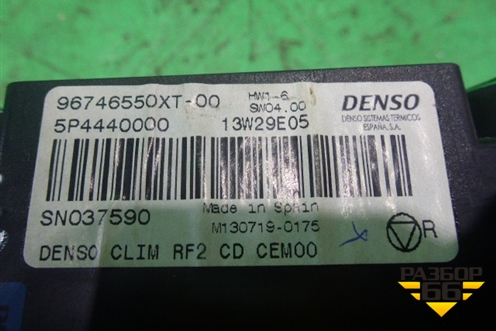 96746550XT-00
HW1-6
SW04.00
DENSO
DENSO SISTEMAS TERMICOS
ESPAÑA,S.A.
5P4440000
13W29E05
SN037590
Made in Spain
M130719-0175
R
DENSO CLIM RF2 CD CEM00
РАЗБОР
66